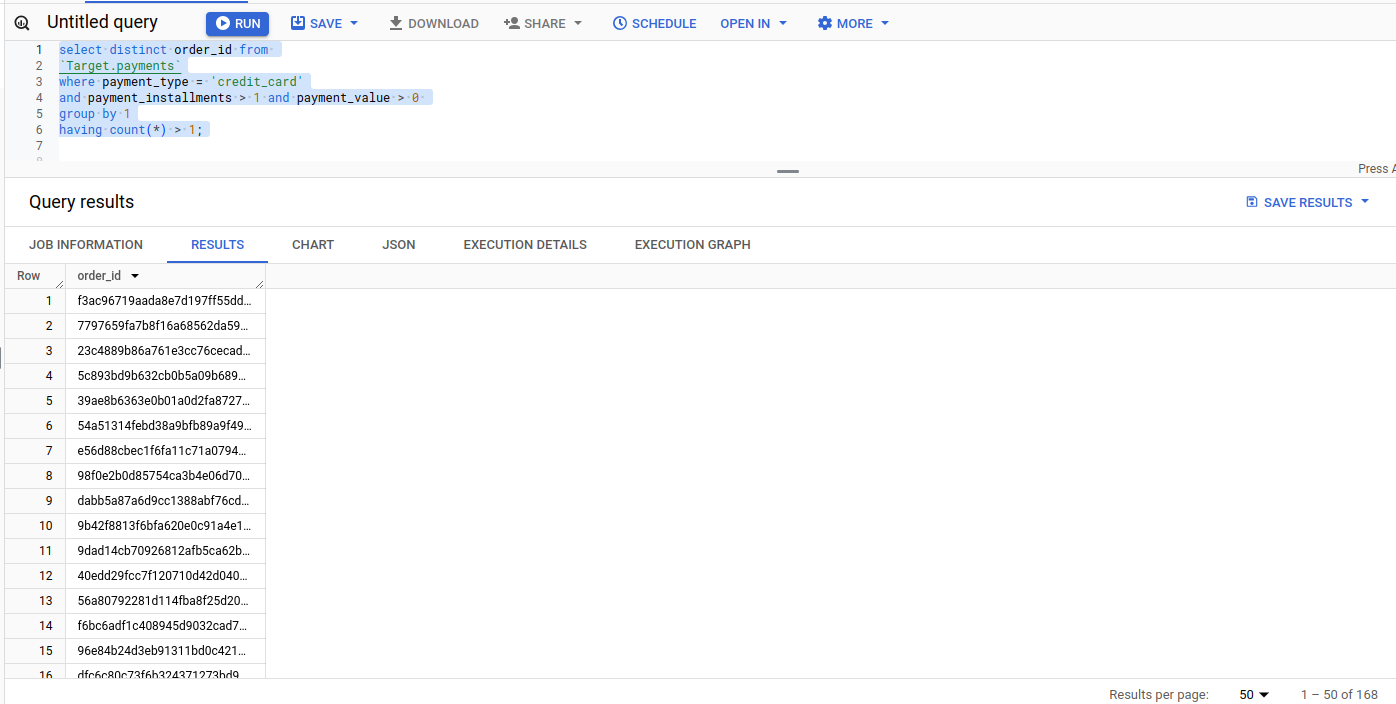 Untitled query RUN SAVE DOWNLOAD SHARE SCHEDULE OPEN IN MORE
1 select distinct order_id from
2 `Target.payments`
3 where payment_type = 'credit_card'
4 and payment_installments > 1 and payment_value > 0
5 group by 1
6 having count(*) > 1;
7
8
Press A
Query results SAVE RESULTS
JOB INFORMATION RESULTS CHART JSON EXECUTION DETAILS EXECUTION GRAPH
Row order_id
1 f3ac96719aada8e7d197ff55dd...
2 7797659fa7b8f16a68562da59...
3 23c4889b86a761e3cc76cecad...
4 5c893bd9b632cb0b5a09b689...
5 39ae8b6363e0b01a0d2fa8727...
6 54a51314febd38a9bfb89a9f49...
7 e56d88cbec1f6fa11c71a0794...
8 98f0e2b0d85754ca3b4e06d70...
9 dabb5a87a6d9cc1388abf76cd...
10 9b42f8813f6bfa620e0c91a4e1...
11 9dad14cb70926812afb5ca62b...
12 40edd29fcc7f120710d42d040...
13 56a80792281d114fba8f25d20...
14 f6bc6adf1c408945d9032cad7...
15 96e84b24d3eb91311bd0c421...
16 dfc6c80c73f6b324371273bd9...
Results per page: 50 1 – 50 of 168